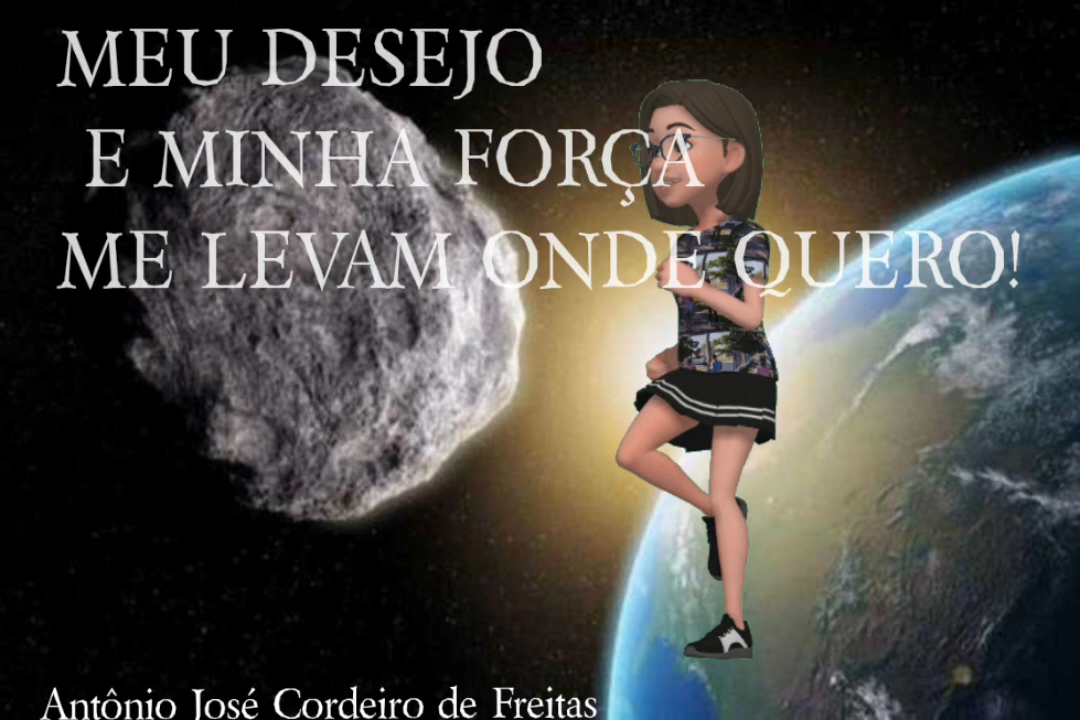 MEU DESEJO
E MINHA FORÇA
ME LEVAM ONDE QUERO!
Antônio José Cordeiro de Freitas